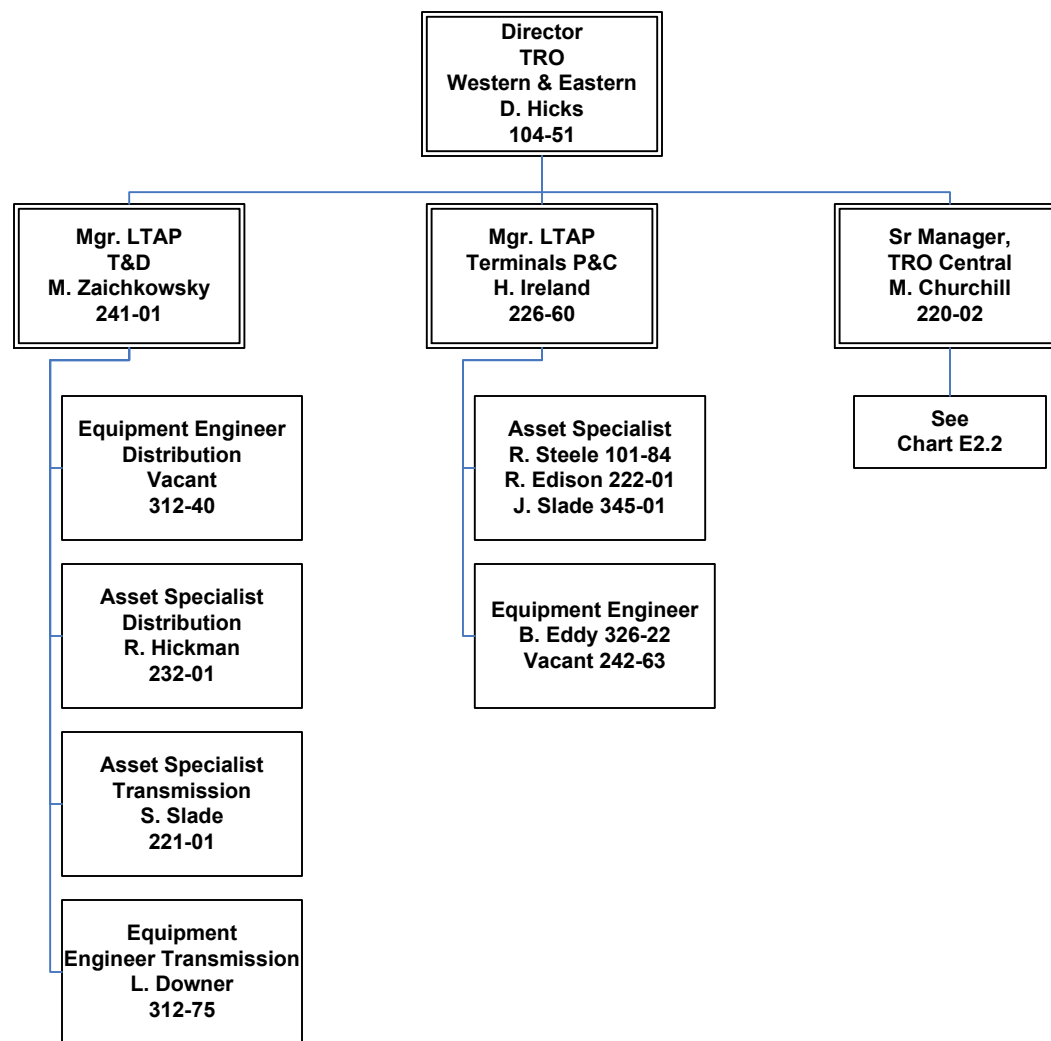 Director
TRO
Western & Eastern
D. Hicks
104-51
Mgr. LTAP
T&D
M. Zaichkowsky
241-01
Mgr. LTAP
Terminals P&C
H. Ireland
226-60
Sr Manager,
TRO Central
M. Churchill
220-02
Equipment Engineer
Distribution
Vacant
312-40
Asset Specialist
Distribution
R. Hickman
232-01
Asset Specialist
Transmission
S. Slade
221-01
Equipment
Engineer Transmission
L. Downer
312-75
Asset Specialist
R. Steele 101-84
R. Edison 222-01
J. Slade 345-01
Equipment Engineer
B. Eddy 326-22
Vacant 242-63
See
Chart E2.2